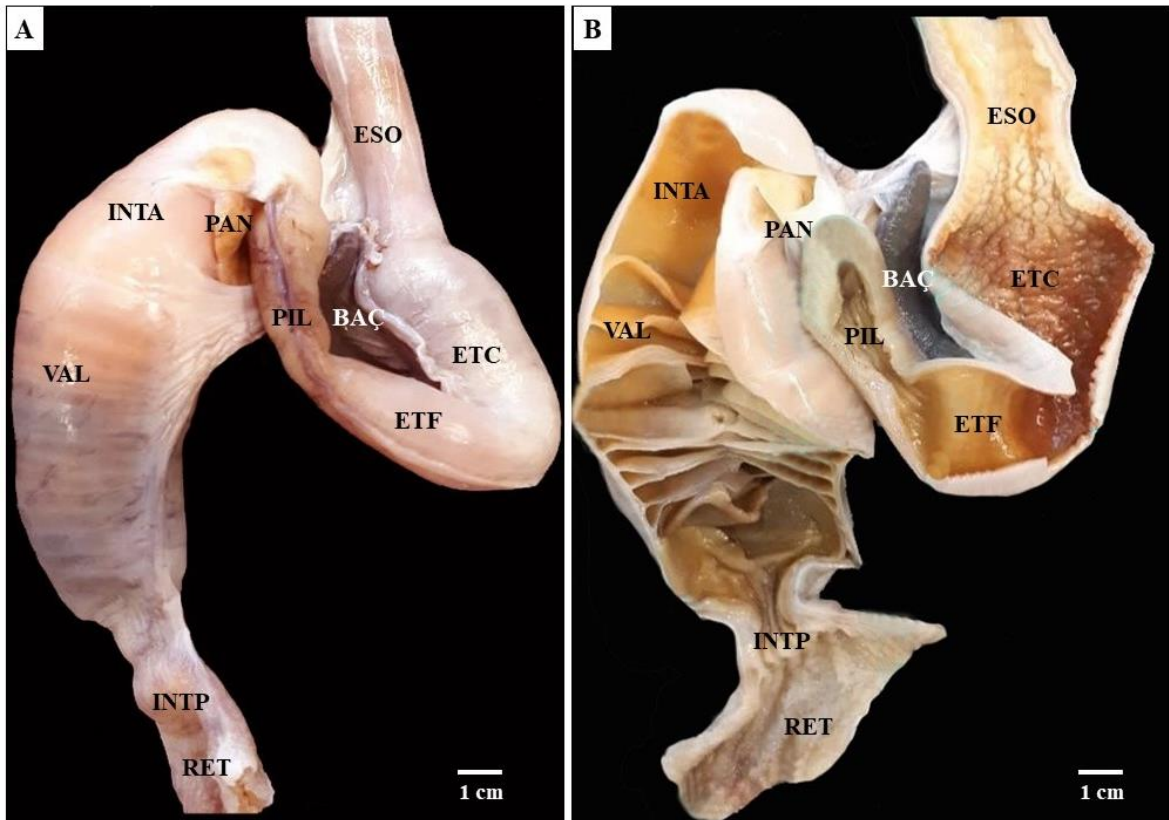 A
ESO
INTA
PAN
PIL
BAÇ
ETC
VAL
ETF
INTP
RET
1 cm
B
ESO
INTA
PAN
BAÇ
ETC
VAL
PIL
ETF
INTP
RET
1 cm